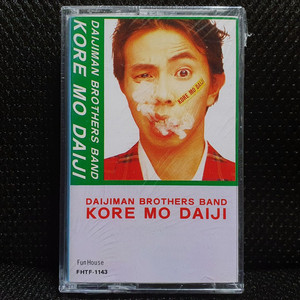 DAIJIMAN BROTHERS BAND
KORE MO DAIJI
KORE MO DAIJI
DAIJIMAN BROTHERS BAND
KORE MO DAIJI
FunHouse
FHTF-1143